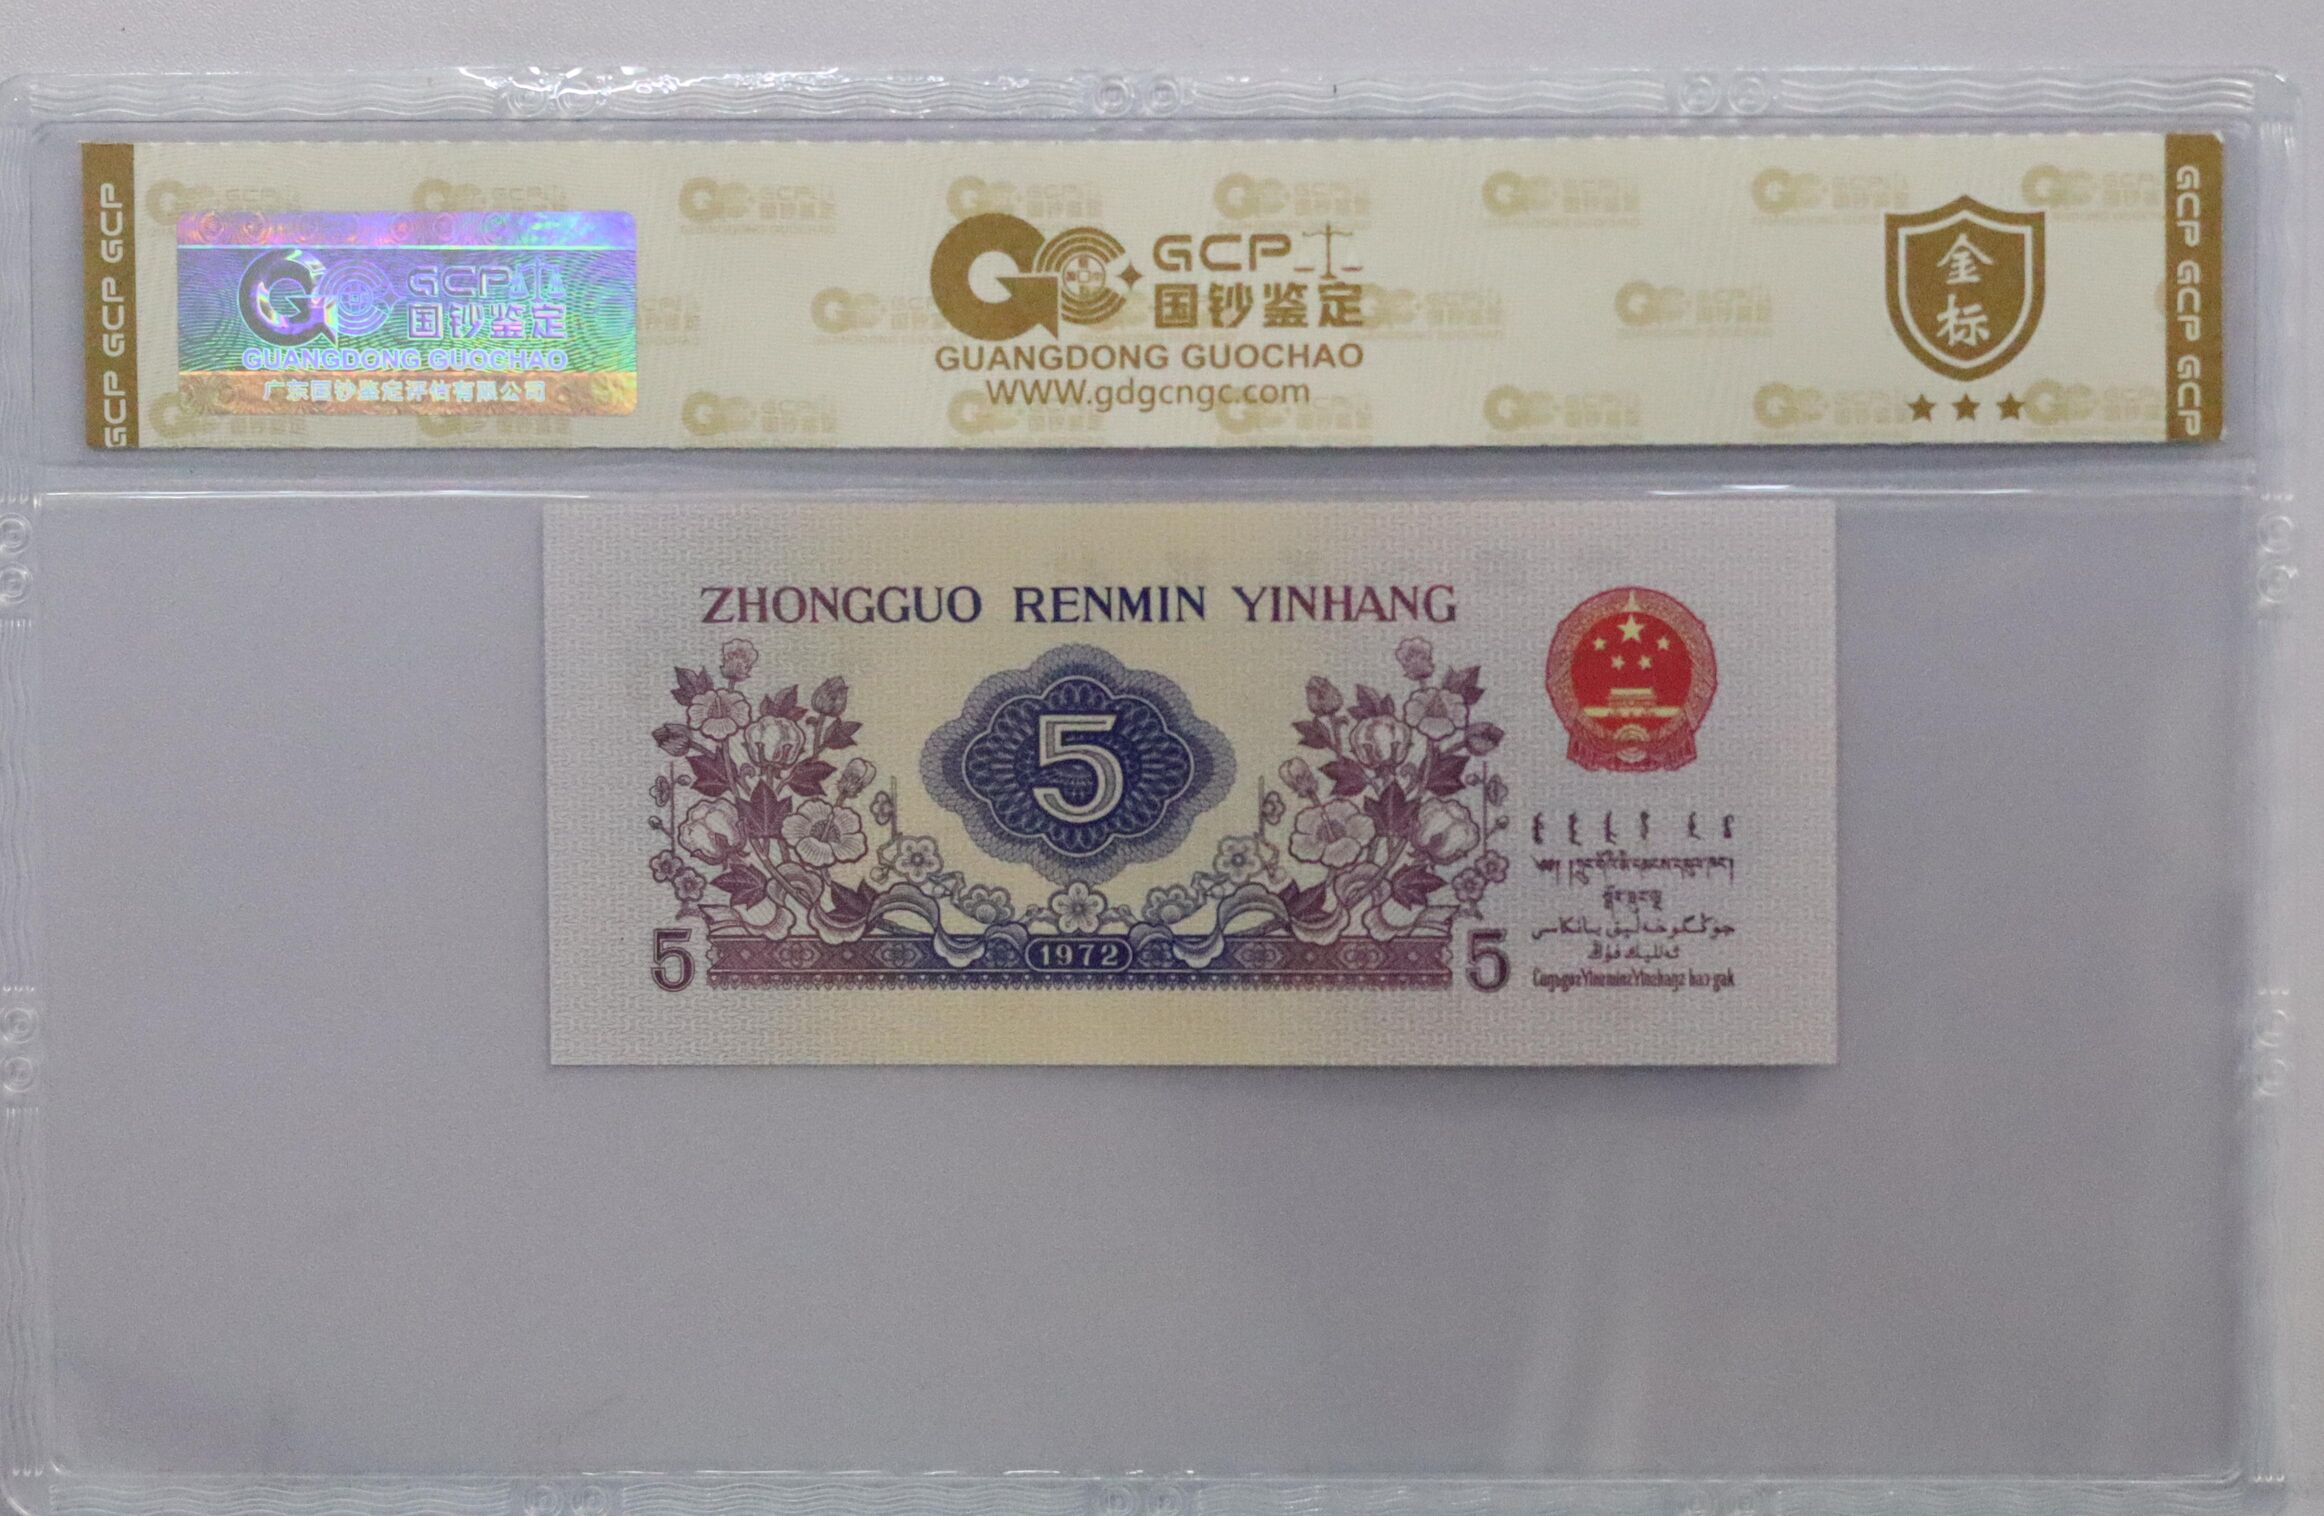 GCP GCP GCP
GCP
国钞鉴定
GUANGDONG GUOCHAO
广东国钞鉴定评估有限公司
GCP
国钞鉴定
GUANGDONG GUOCHAO
WWW.gdgcngc.com
金
标
GCP GCP GCP
ZHONGGUO RENMIN YINHANG
5
1972
5
5